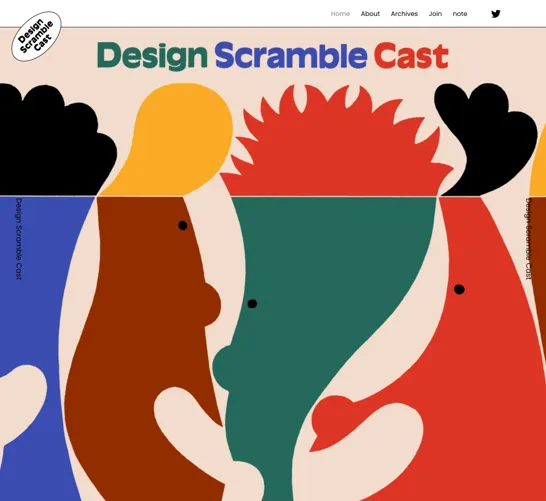 Design
Scramble
Cast
Home About Archives Join note
Design Scramble Cast
Design Scramble Cast
Design Scramble Cast